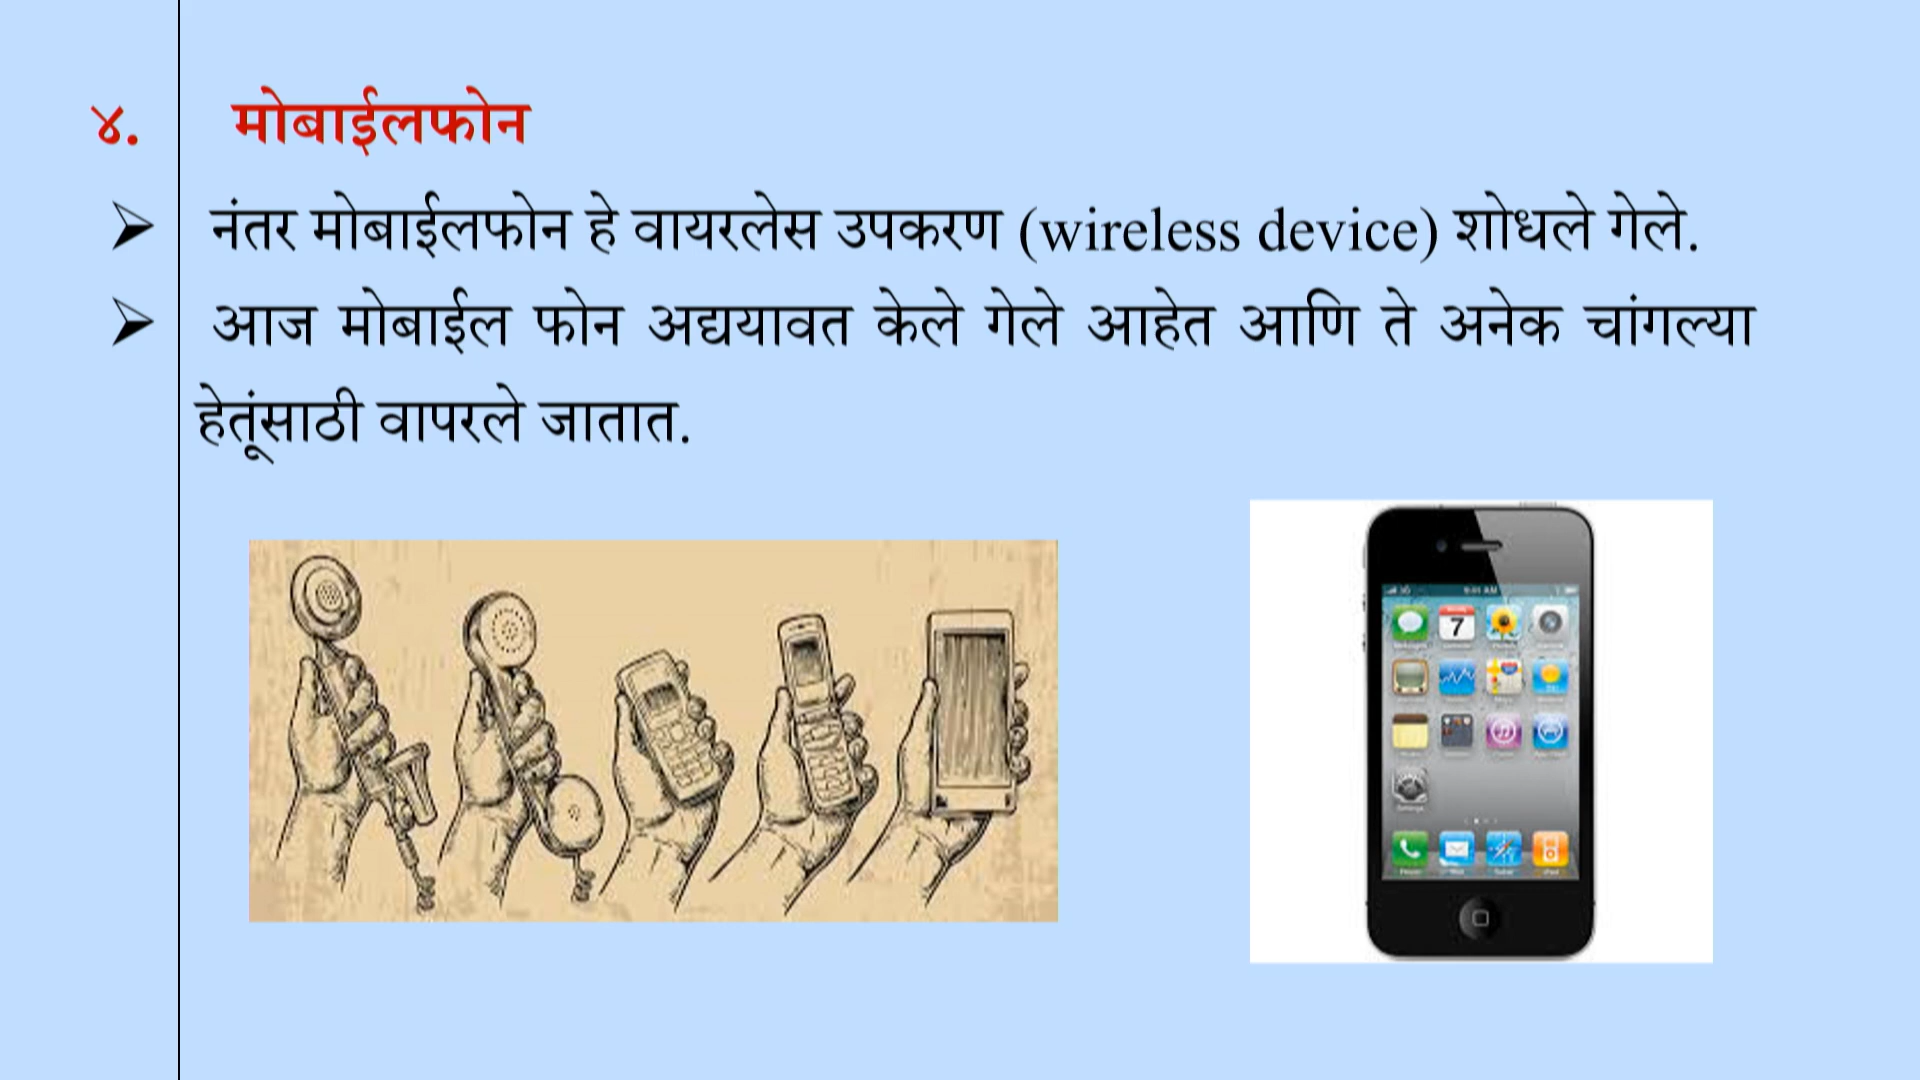 ४. मोबाईलफोन
➢ नंतर मोबाईलफोन हे वायरलेस उपकरण (wireless device) शोधले गेले.
➢ आज मोबाईल फोन अद्ययावत केले गेले आहेत आणि ते अनेक चांगल्या
हेतूंसाठी वापरले जातात.
7